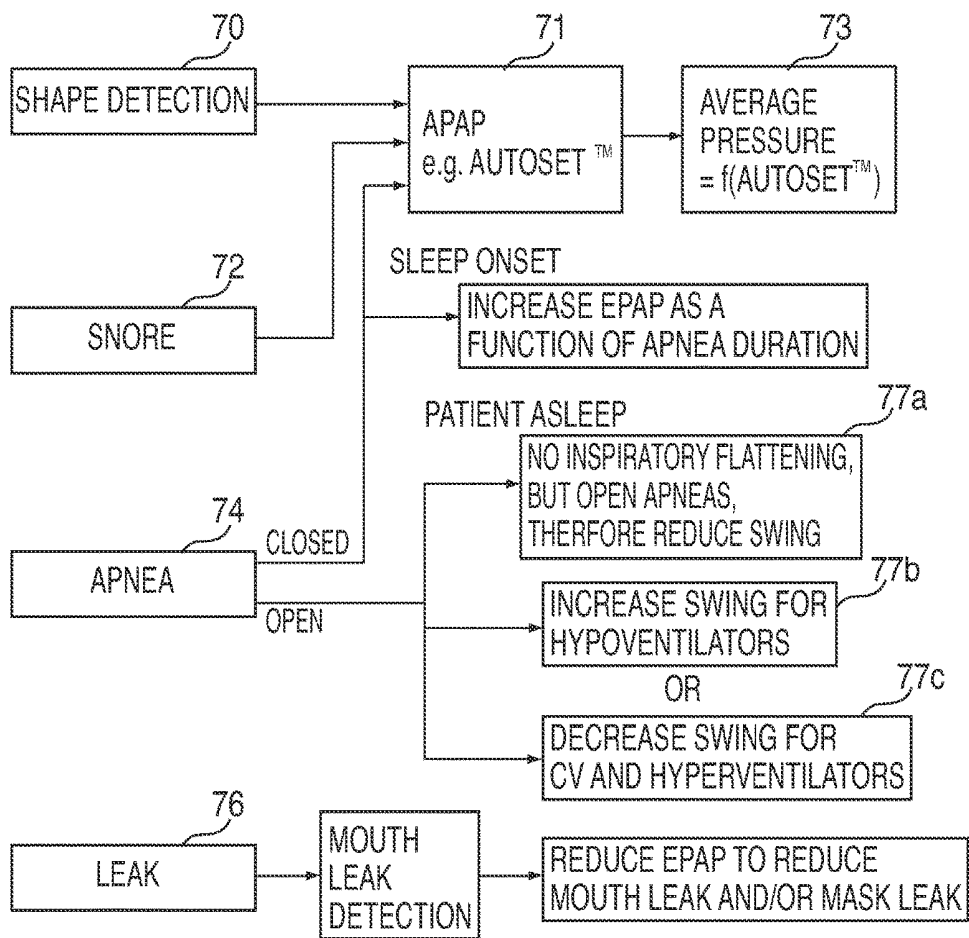 70
SHAPE DETECTION
71
APAP
e.g. AUTOSET ™
73
AVERAGE
PRESSURE
= f(AUTOSET™)
72
SNORE
SLEEP ONSET
INCREASE EPAP AS A
FUNCTION OF APNEA DURATION
PATIENT ASLEEP
77a
NO INSPIRATORY FLATTENING,
BUT OPEN APNEAS,
THERFORE REDUCE SWING
74
APNEA
CLOSED
OPEN
77b
INCREASE SWING FOR
HYPOVENTILATORS
OR
77c
DECREASE SWING FOR
CV AND HYPERVENTILATORS
76
LEAK
MOUTH
LEAK
DETECTION
REDUCE EPAP TO REDUCE
MOUTH LEAK AND/OR MASK LEAK